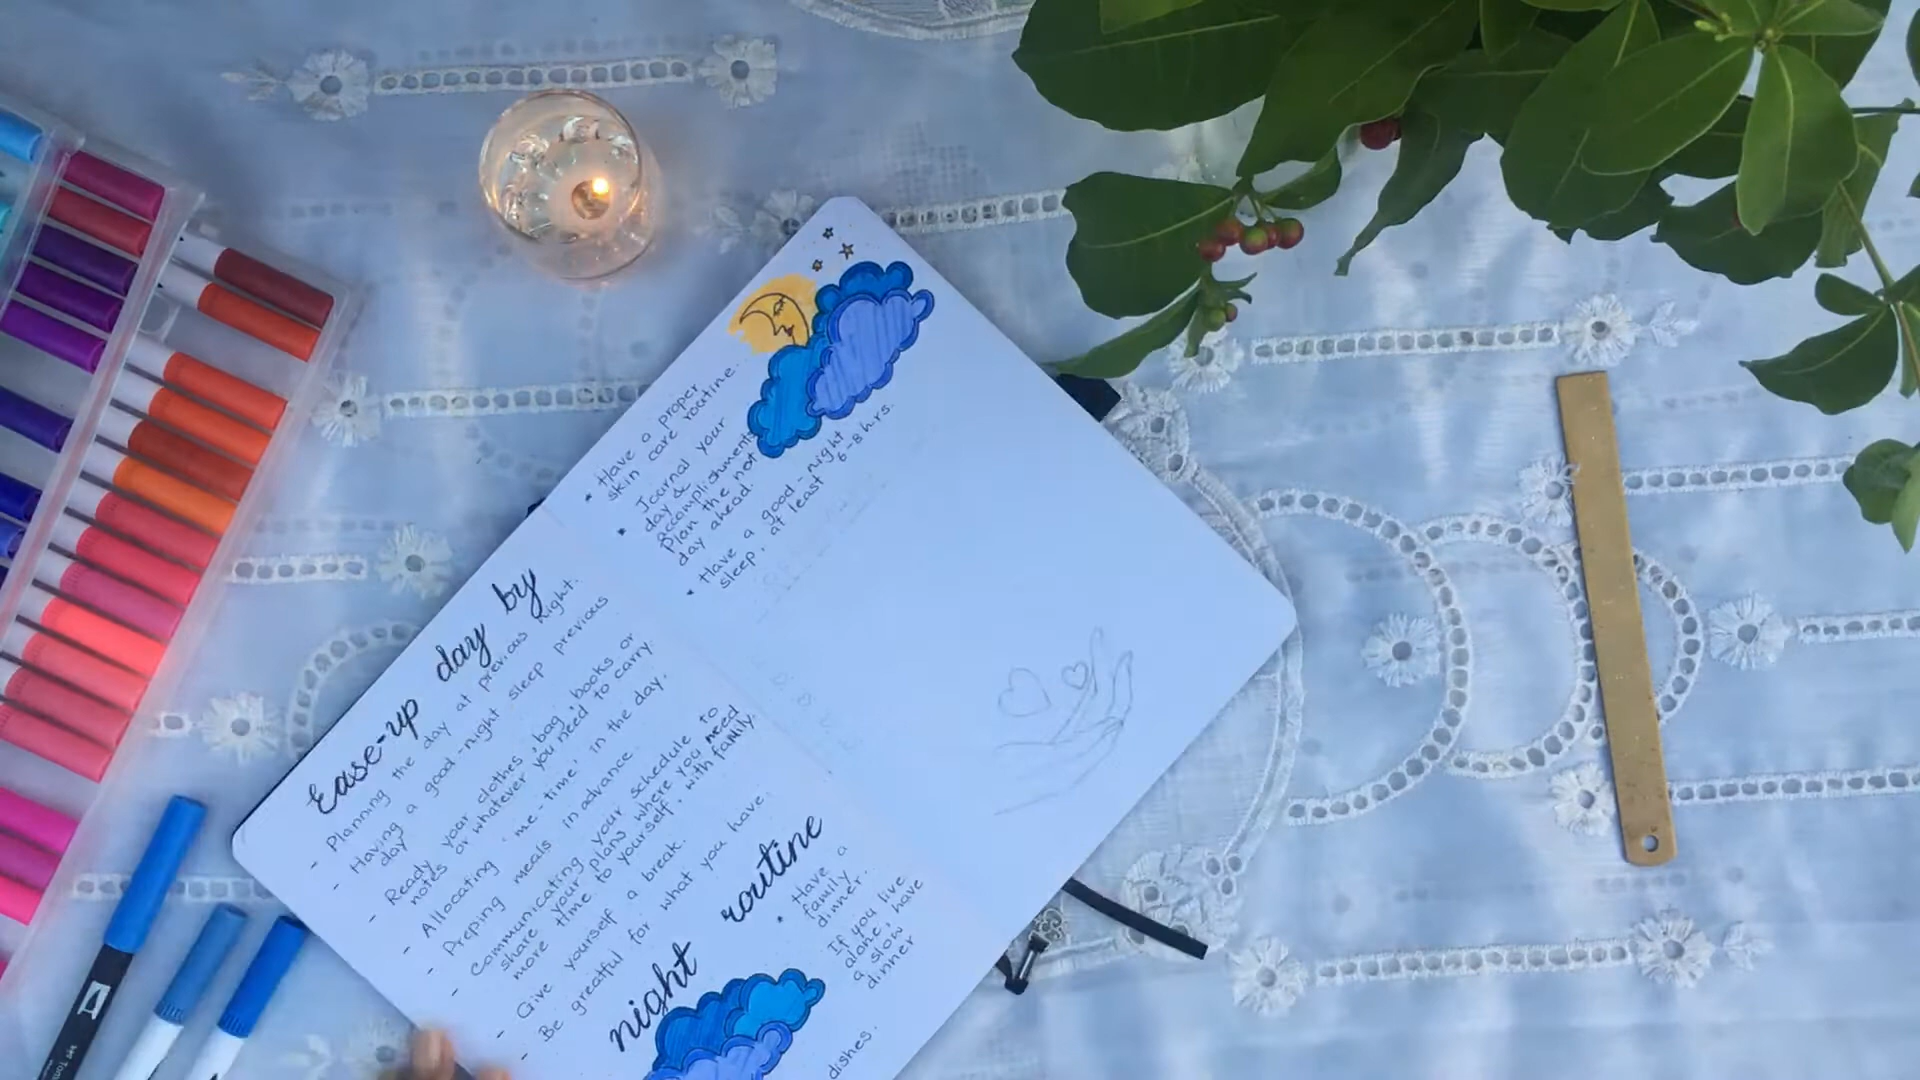 Ease-up day by
- Planning the day at previous night.
- Having a good-night sleep previous
day
- Ready your clothes, bag, books or
notes or whatever you need to carry.
- Allocating 'me-time' in the day.
- Preping meals in advance.
- Communicating your schedule to
share your plans where you need
more time to yourself, with family.
- Give yourself a break.
- Be greatful for what you have.
night routine
• Have a
family
dinner.
If you live
alone, have
a slow
dinner
dishes.
• Have a proper
skin care routine.
• Journal your
day &
accomplishments
Plan the next
day ahead.
• Have a good-night
sleep, at least 6-8 hrs.